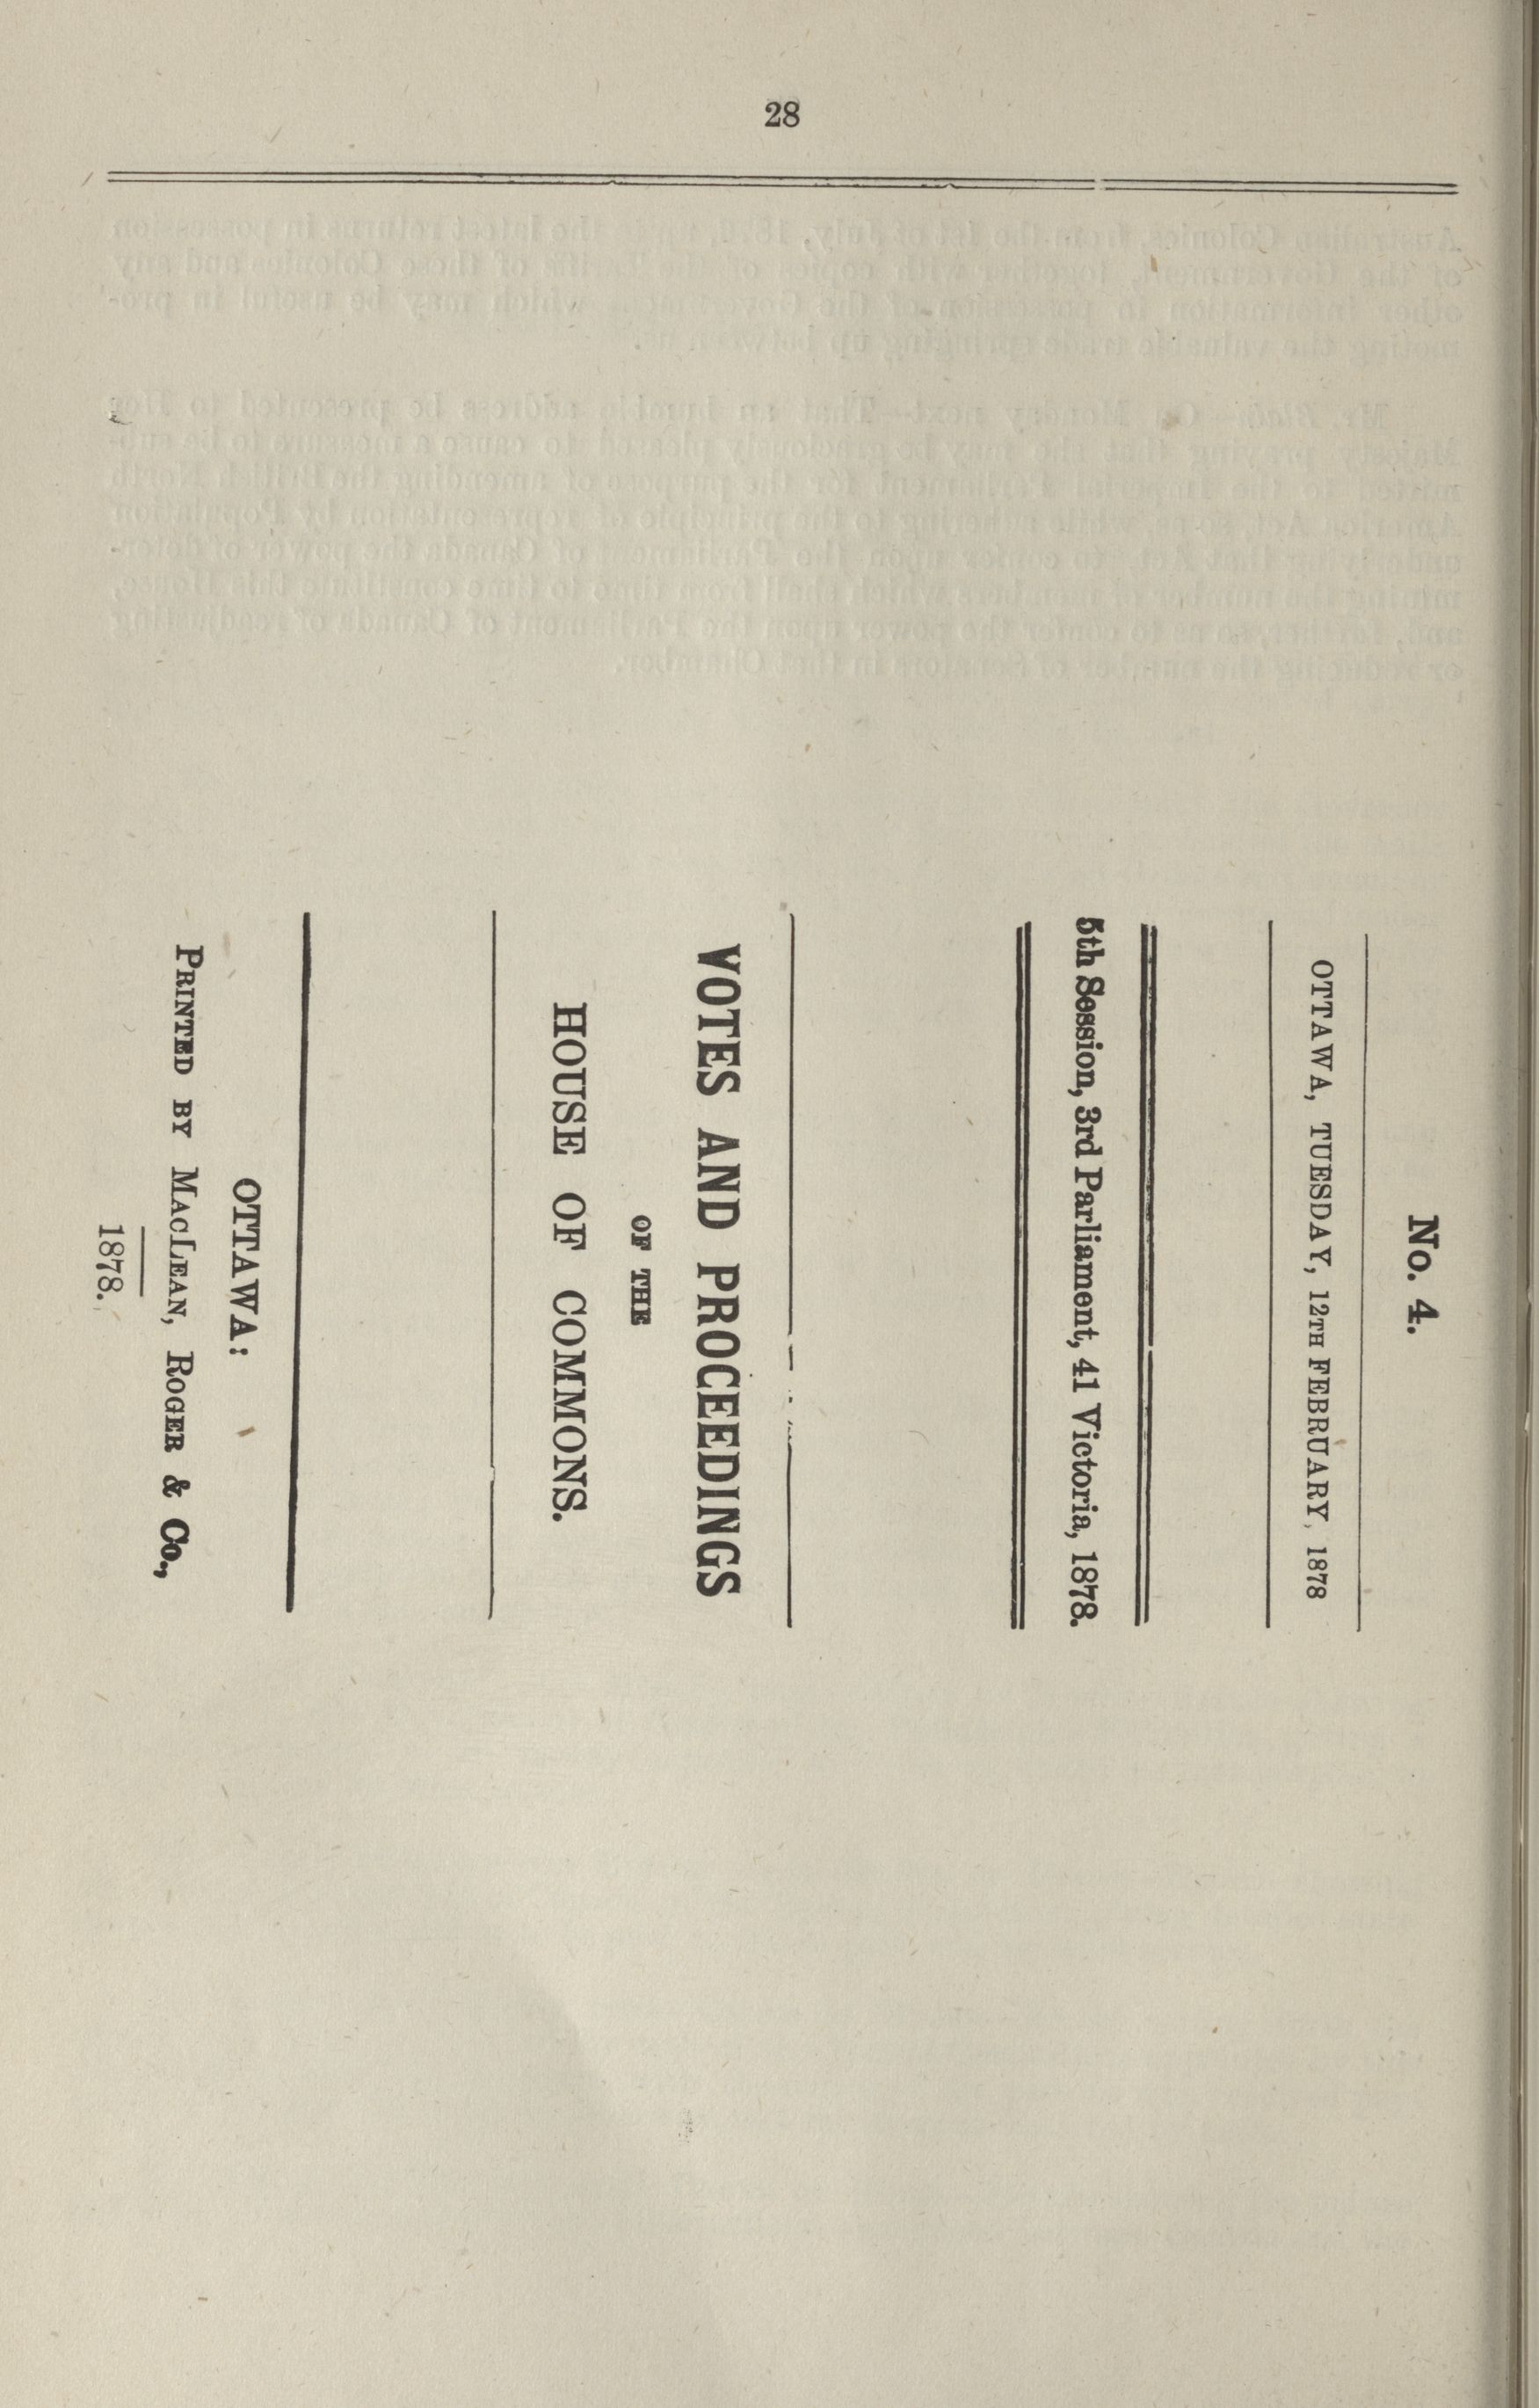 28
No. 4.
OTTAWA, TUESDAY, 12TH FEBRUARY, 1878
5th Session, 3rd Parliament, 41 Victoria, 1878.
VOTES AND PROCEEDINGS
OF THE
HOUSE OF COMMONS.
OTTAWA:
PRINTED BY MACLEAN, ROGER & Co.,
1878.